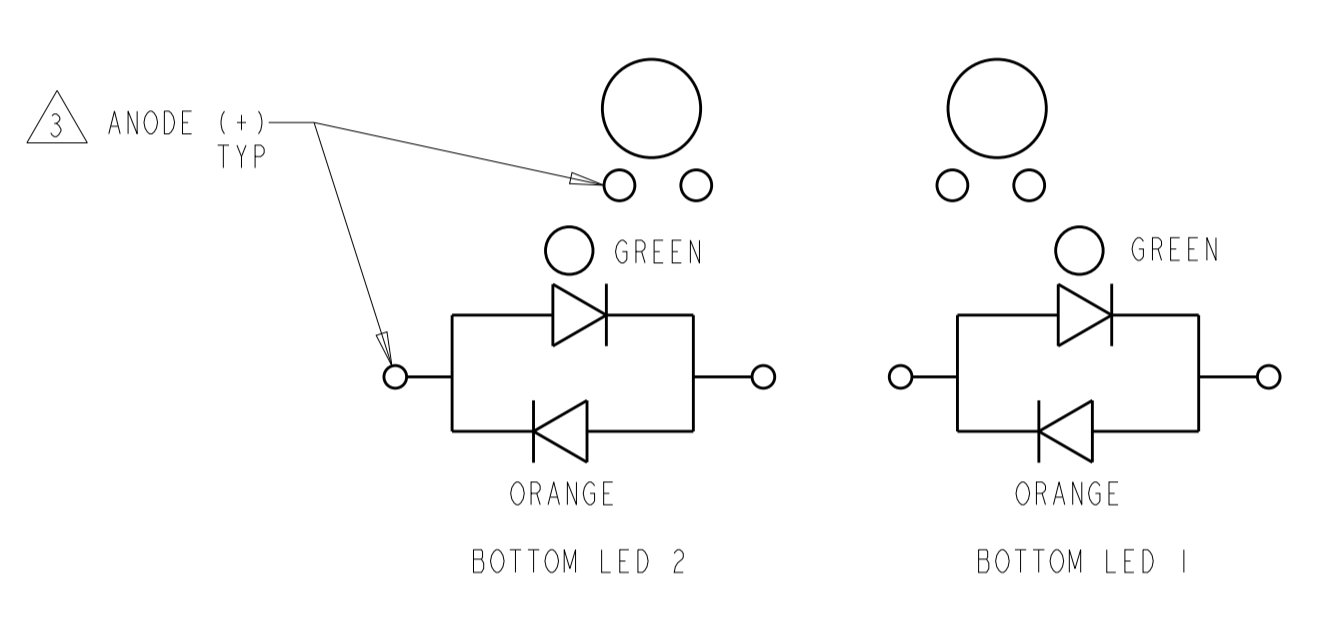 3 ANODE (+)
TYP
GREEN
GREEN
ORANGE
ORANGE
BOTTOM LED 2
BOTTOM LED 1